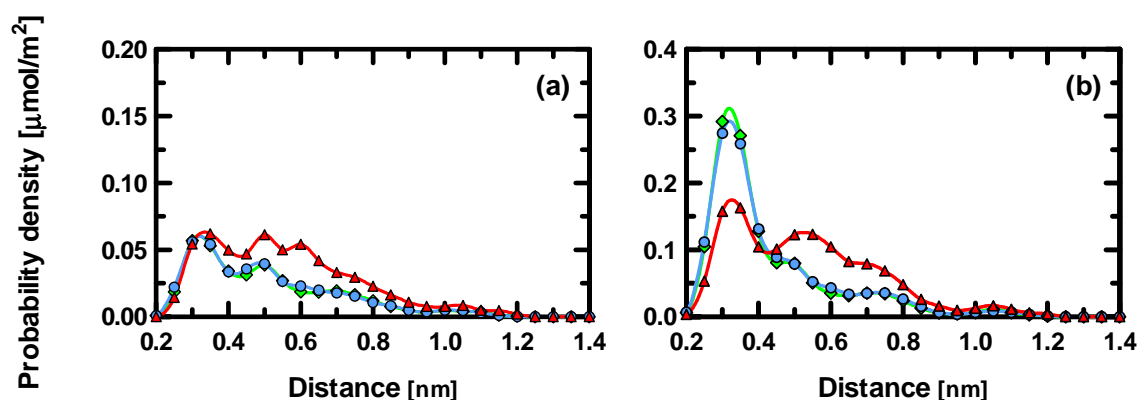 Probability density [μmol/m²]
0.20
0.15
0.10
0.05
0.00
0.2 0.4 0.6 0.8 1.0 1.2 1.4
(a)
Distance [nm]
0.4
0.3
0.2
0.1
0.0
0.2 0.4 0.6 0.8 1.0 1.2 1.4
(b)
Distance [nm]